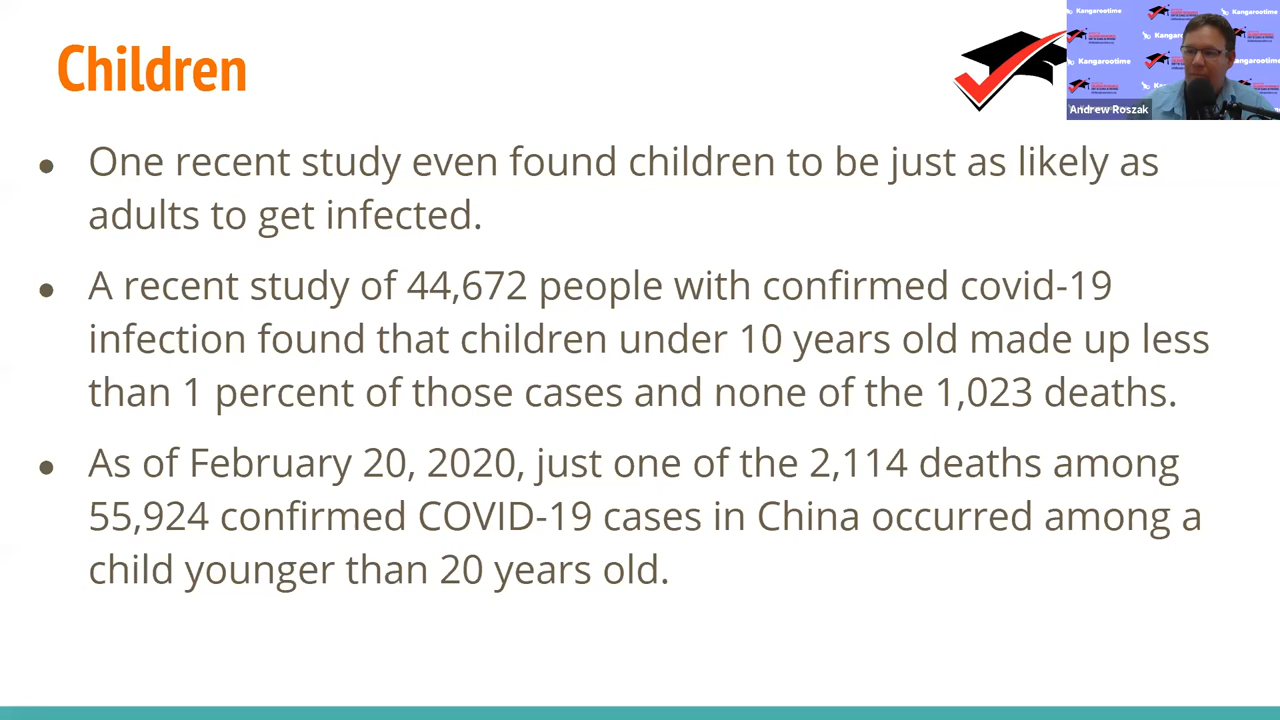 Children
Kangarootime
Kangarootime
Kangarootime
Andrew Roszak
• One recent study even found children to be just as likely as
adults to get infected.
• A recent study of 44,672 people with confirmed covid-19
infection found that children under 10 years old made up less
than 1 percent of those cases and none of the 1,023 deaths.
• As of February 20, 2020, just one of the 2,114 deaths among
55,924 confirmed COVID-19 cases in China occurred among a
child younger than 20 years old.